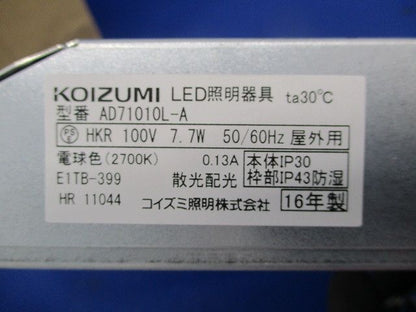 KOIZUMI LED照明器具 ta30℃
型番 AD71010L-A
PS E HKR 100V 7.7W 50/60Hz 屋外用
電球色(2700K) 0.13A 本体IP30
E1TB-399 散光配光 枠部IP43防湿
HR 11044 コイズミ照明株式会社 16年製